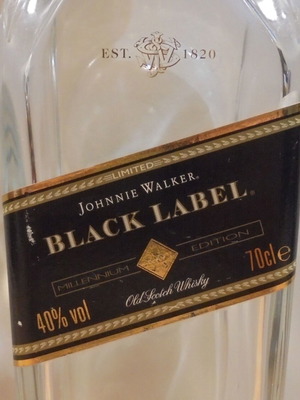 EST. 1820
LIMITED
JOHNNIE WALKER®
BLACK LABEL®
MILLENNIUM EDITION
40% vol 70cl e
Old Scotch Whisky